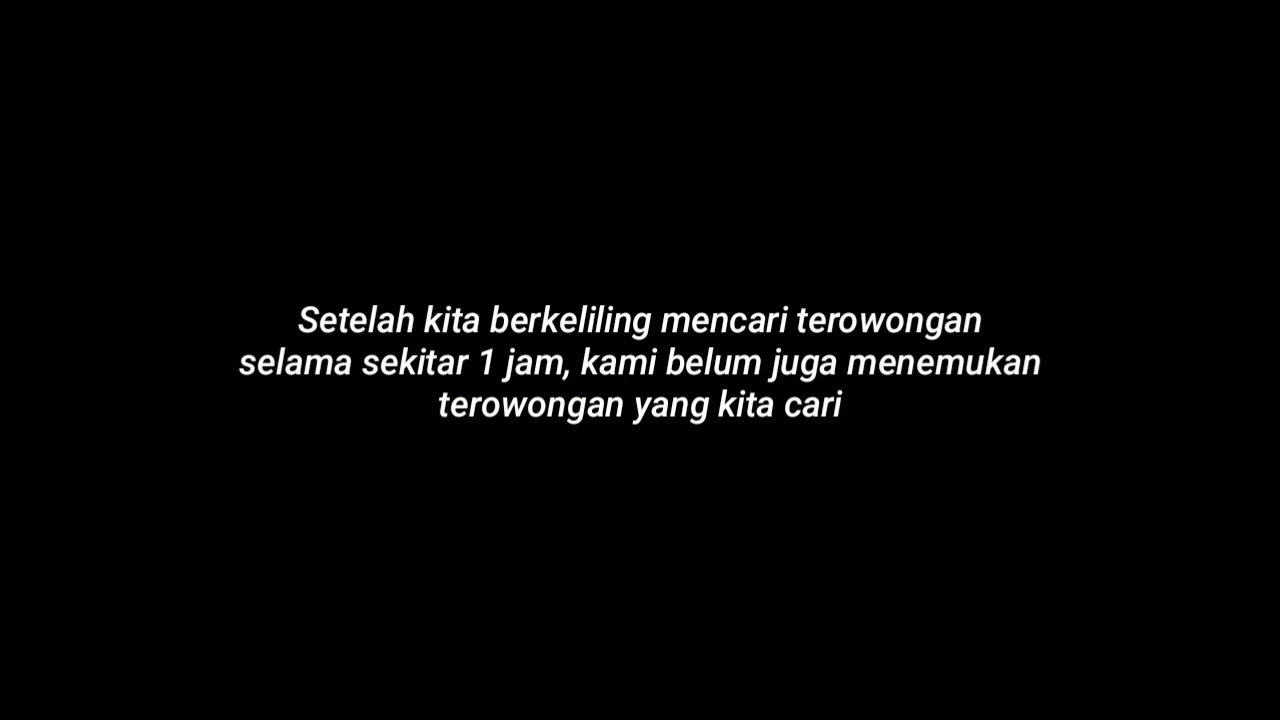 Setelah kita berkeliling mencari terowongan
selama sekitar 1 jam, kami belum juga menemukan
terowongan yang kita cari